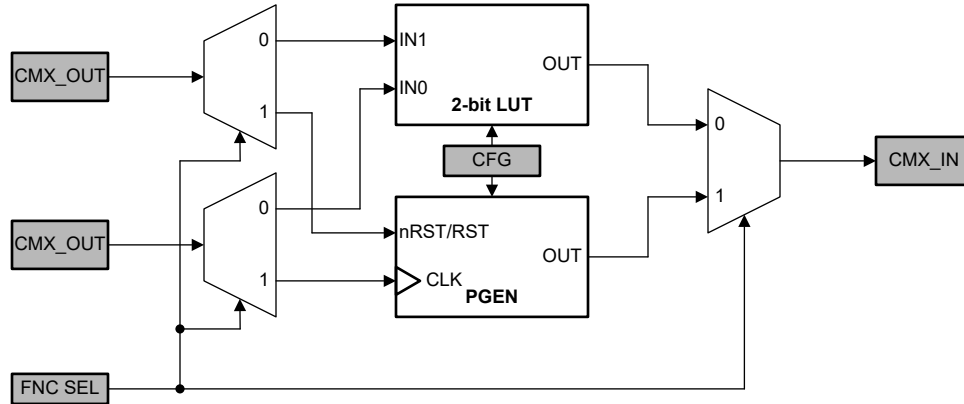 CMX_OUT
0
1
IN1
IN0
OUT
2-bit LUT
CFG
0
1
CMX_IN
CMX_OUT
0
1
nRST/RST
CLK
OUT
PGEN
FNC SEL